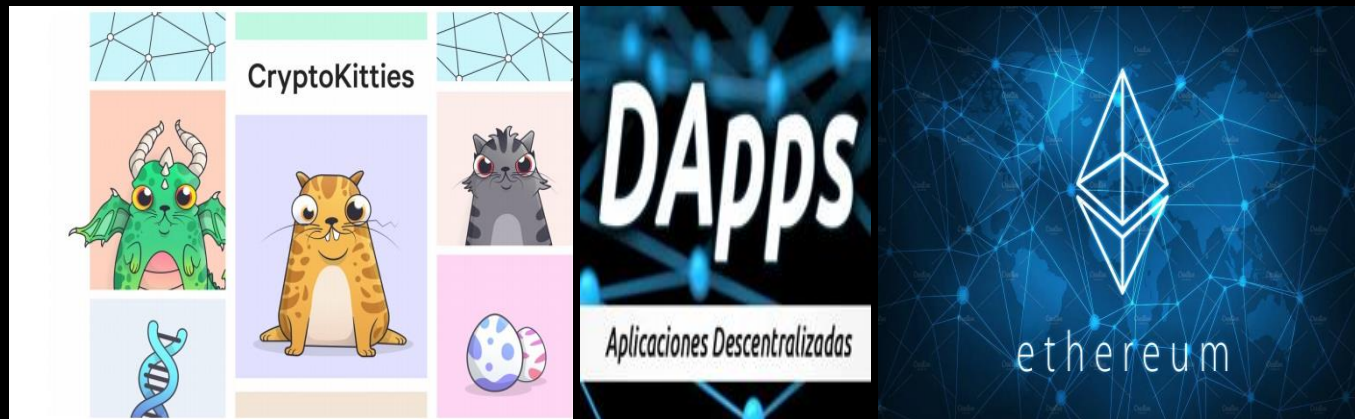 CryptoKitties
DApps
Aplicaciones Descentralizadas
ethereum